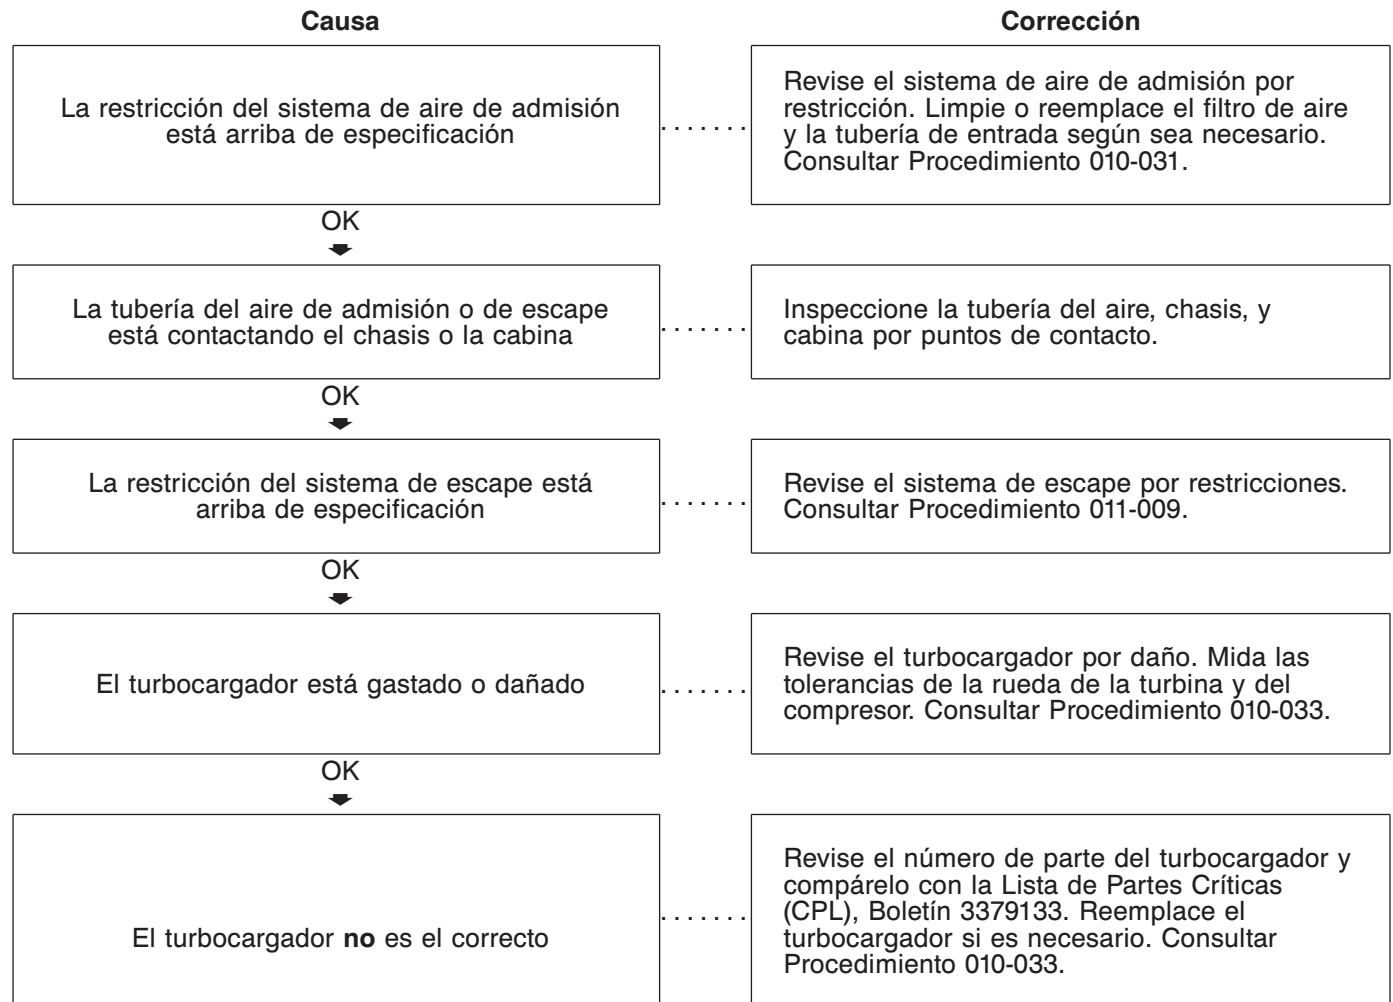 Causa
Corrección
La restricción del sistema de aire de admisión
está arriba de especificación
Revise el sistema de aire de admisión por
restricción. Limpie o reemplace el filtro de aire
y la tubería de entrada según sea necesario.
Consultar Procedimiento 010-031.
OK
La tubería del aire de admisión o de escape
está contactando el chasis o la cabina
Inspeccione la tubería del aire, chasis, y
cabina por puntos de contacto.
OK
La restricción del sistema de escape está
arriba de especificación
Revise el sistema de escape por restricciones.
Consultar Procedimiento 011-009.
OK
El turbocargador está gastado o dañado
Revise el turbocargador por daño. Mida las
tolerancias de la rueda de la turbina y del
compresor. Consultar Procedimiento 010-033.
OK
El turbocargador no es el correcto
Revise el número de parte del turbocargador y
compárelo con la Lista de Partes Críticas
(CPL), Boletín 3379133. Reemplace el
turbocargador si es necesario. Consultar
Procedimiento 010-033.